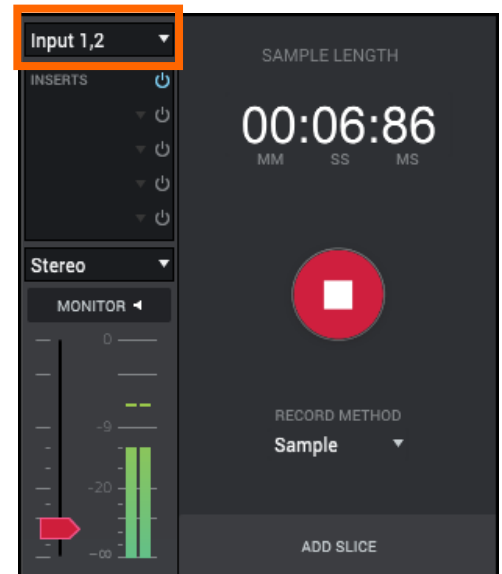 Input 1,2
INSERTS
Stereo
MONITOR
0
-9
-20
-∞
SAMPLE LENGTH
00:06:86
MM SS MS
RECORD METHOD
Sample
ADD SLICE